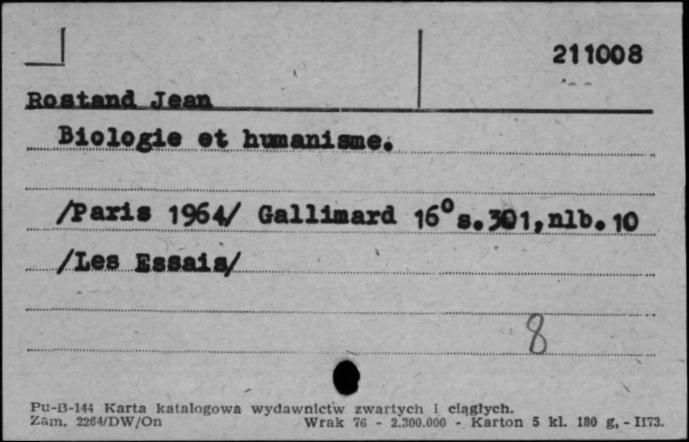 211008
Rostand Jean
Biologie et humanisme.
/Paris 1964/ Gallimard 16° s.301,nlb.10
/Les Essais/
8
Pu-B-144 Karta katalogowa wydawnictw zwartych i ciągłych.
Zam. 2264/DW/On Wrak 76 - 2.300.000 - Karton 5 kl. 180 g, - II73.